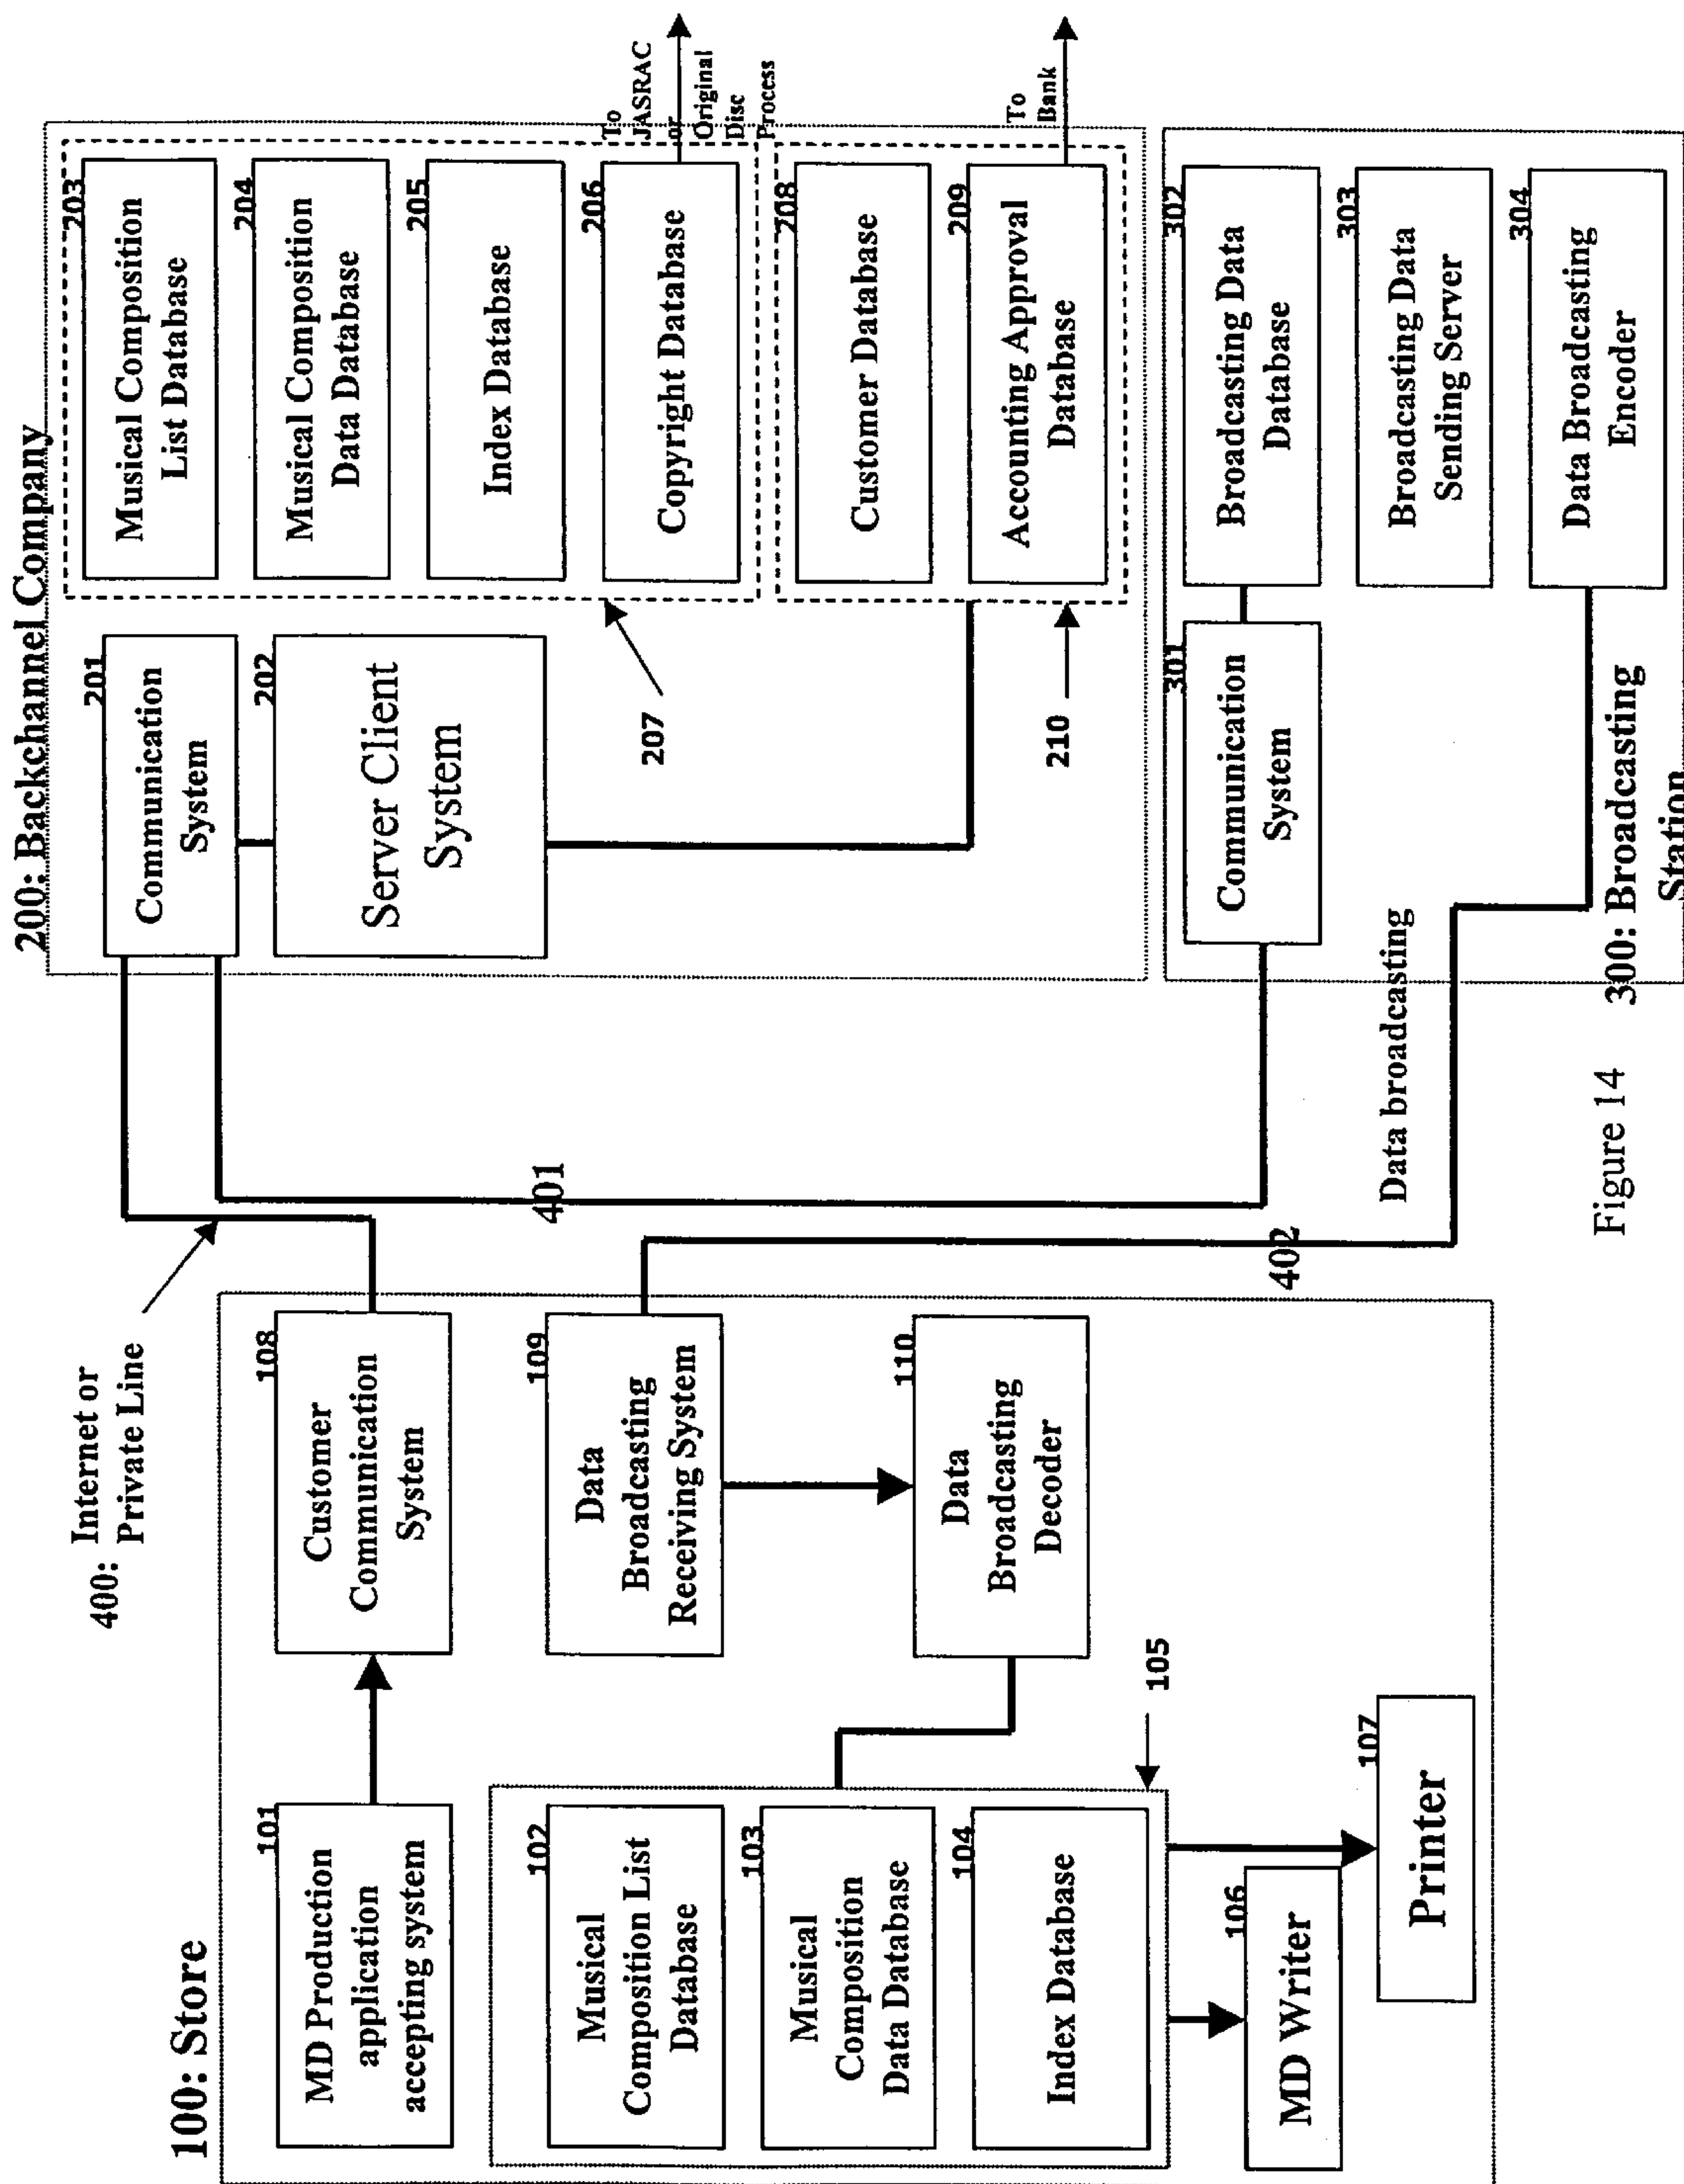 100: Store
101
MD Production
application
accepting system
102
Musical
Composition List
Database
103
Musical
Composition
Data Database
104
Index Database
105
106
MD Writer
107
Printer
108
Customer
Communication
System
109
Data
Broadcasting
Receiving System
110
Data
Broadcasting
Decoder
400: Internet or
Private Line
401
402
Data broadcasting
200: Backchannel Company
201
Communication
System
202
Server Client
System
203
Musical Composition
List Database
204
Musical Composition
Data Database
205
Index Database
206
Copyright Database
207
To
JASRAC
or
Original
Disc
Process
208
Customer Database
209
Accounting Approval
Database
210
To
Bank
301
Communication
System
302
Broadcasting Data
Database
303
Broadcasting Data
Sending Server
304
Data Broadcasting
Encoder
300: Broadcasting
Station
Figure 14